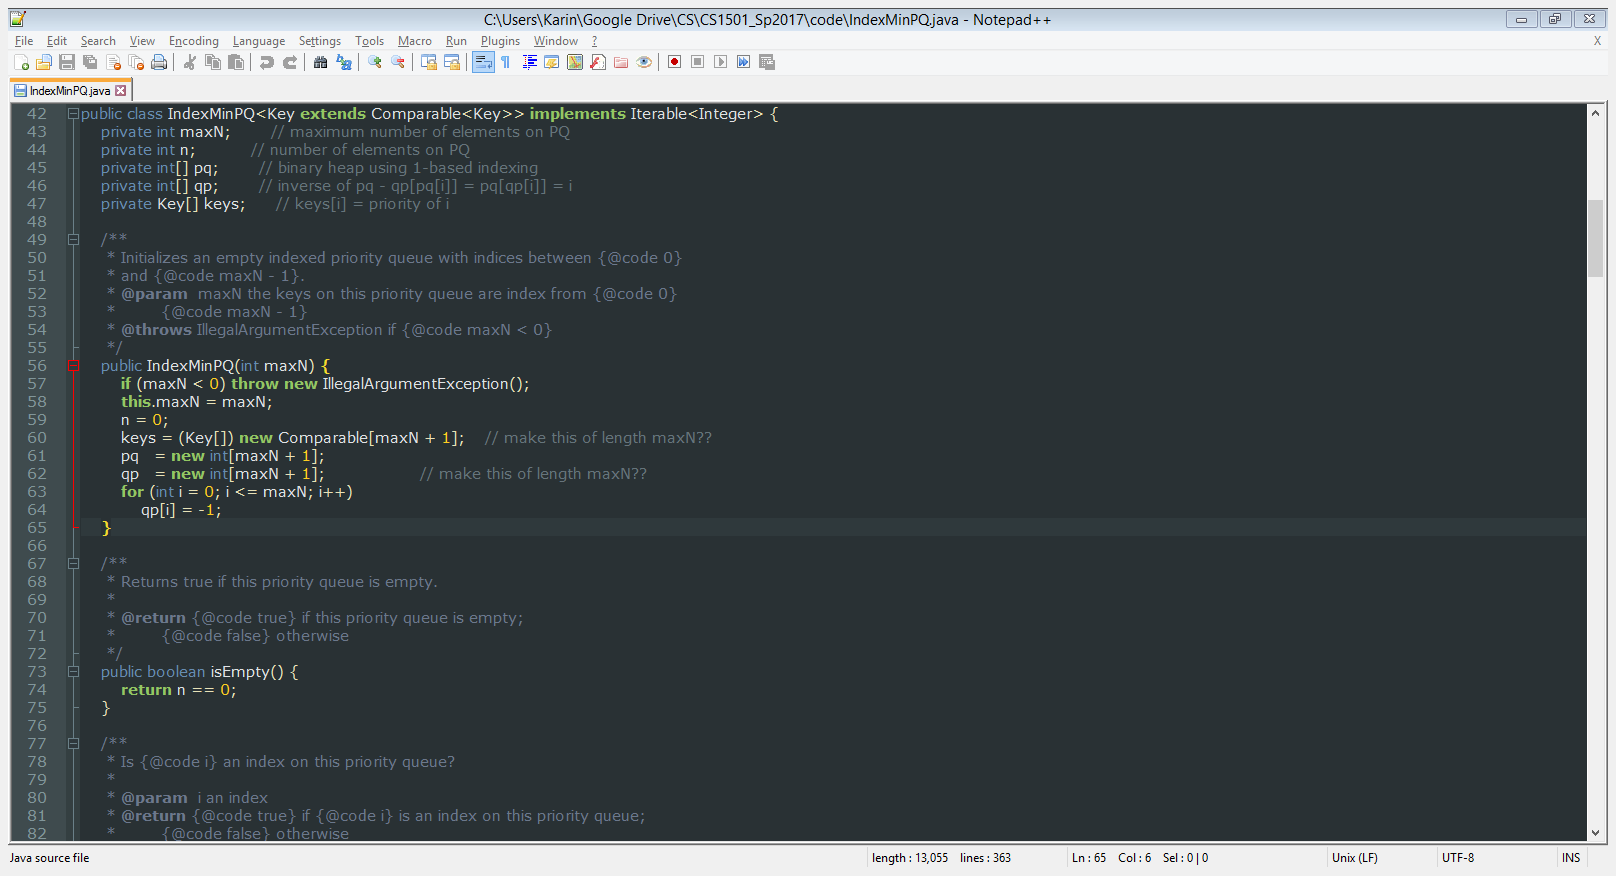 C:\Users\Karin\Google Drive\CS\CS1501_Sp2017\code\IndexMinPQ.java - Notepad++
File Edit Search View Encoding Language Settings Tools Macro Run Plugins Window ? X
IndexMinPQ.java
42 public class IndexMinPQ<Key extends Comparable<Key>> implements Iterable<Integer> {
43 private int maxN; // maximum number of elements on PQ
44 private int n; // number of elements on PQ
45 private int[] pq; // binary heap using 1-based indexing
46 private int[] qp; // inverse of pq - qp[pq[i]] = pq[qp[i]] = i
47 private Key[] keys; // keys[i] = priority of i
48
49 /**
50 * Initializes an empty indexed priority queue with indices between {@code 0}
51 * and {@code maxN - 1}.
52 * @param maxN the keys on this priority queue are index from {@code 0}
53 * {@code maxN - 1}
54 * @throws IllegalArgumentException if {@code maxN < 0}
55 */
56 public IndexMinPQ(int maxN) {
57 if (maxN < 0) throw new IllegalArgumentException();
58 this.maxN = maxN;
59 n = 0;
60 keys = (Key[]) new Comparable[maxN + 1]; // make this of length maxN??
61 pq = new int[maxN + 1];
62 qp = new int[maxN + 1]; // make this of length maxN??
63 for (int i = 0; i <= maxN; i++)
64 qp[i] = -1;
65 }
66
67 /**
68 * Returns true if this priority queue is empty.
69 *
70 * @return {@code true} if this priority queue is empty;
71 * {@code false} otherwise
72 */
73 public boolean isEmpty() {
74 return n == 0;
75 }
76
77 /**
78 * Is {@code i} an index on this priority queue?
79 *
80 * @param i an index
81 * @return {@code true} if {@code i} is an index on this priority queue;
82 * {@code false} otherwise
Java source file length : 13,055 lines : 363 Ln : 65 Col : 6 Sel : 0 | 0 Unix (LF) UTF-8 INS